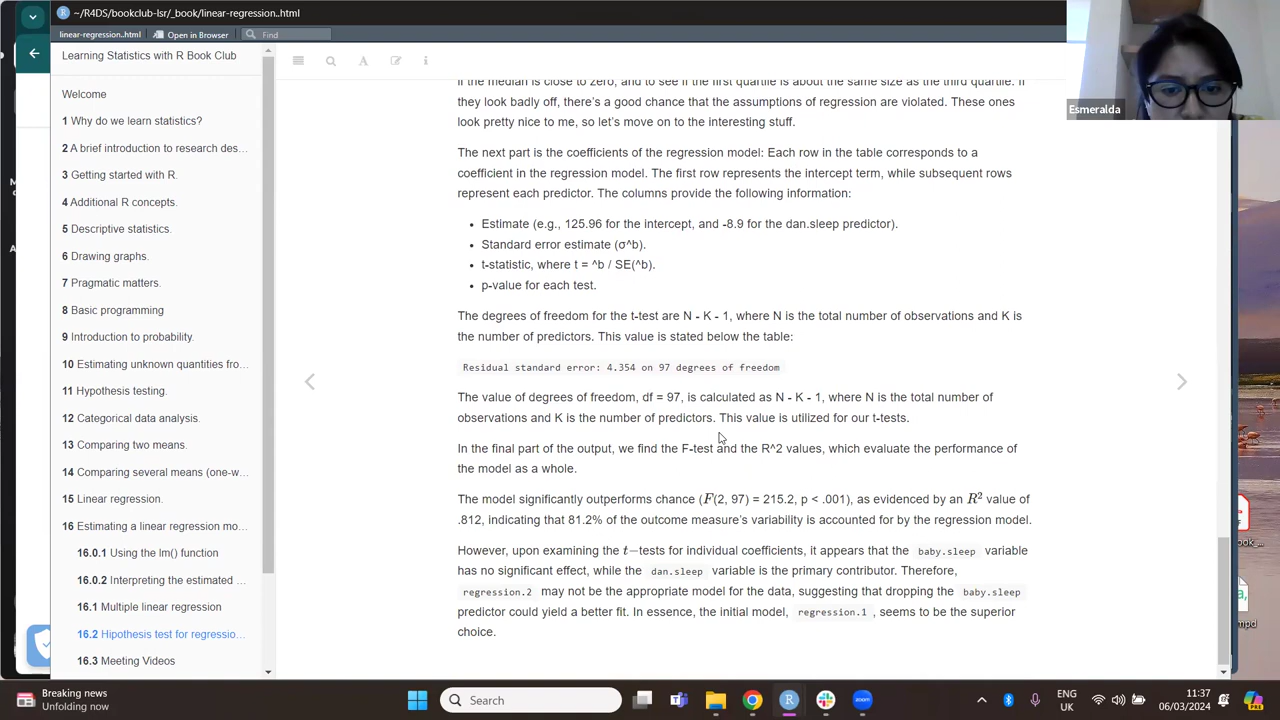 ~/R4DS/bookclub-lsr/_book/linear-regression..html
linear-regression..html
Open in Browser
Find
Learning Statistics with R Book Club
Welcome
1 Why do we learn statistics?
2 A brief introduction to research des...
3 Getting started with R.
4 Additional R concepts.
5 Descriptive statistics.
6 Drawing graphs.
7 Pragmatic matters.
8 Basic programming
9 Introduction to probability.
10 Estimating unknown quantities fro...
11 Hypothesis testing.
12 Categorical data analysis.
13 Comparing two means.
14 Comparing several means (one-w...
15 Linear regression.
16 Estimating a linear regression mo...
16.0.1 Using the lm() function
16.0.2 Interpreting the estimated ...
16.1 Multiple linear regression
16.2 Hipothesis test for regressio...
16.3 Meeting Videos
if the median is close to zero, and to see if the first quartile is about the same size as the third quartile. If
they look badly off, there's a good chance that the assumptions of regression are violated. These ones
look pretty nice to me, so let's move on to the interesting stuff.
The next part is the coefficients of the regression model: Each row in the table corresponds to a
coefficient in the regression model. The first row represents the intercept term, while subsequent rows
represent each predictor. The columns provide the following information:
• Estimate (e.g., 125.96 for the intercept, and -8.9 for the dan.sleep predictor).
• Standard error estimate (σ^b).
• t-statistic, where t = ^b / SE(^b).
• p-value for each test.
The degrees of freedom for the t-test are N - K - 1, where N is the total number of observations and K is
the number of predictors. This value is stated below the table:
Residual standard error: 4.354 on 97 degrees of freedom
The value of degrees of freedom, df = 97, is calculated as N - K - 1, where N is the total number of
observations and K is the number of predictors. This value is utilized for our t-tests.
In the final part of the output, we find the F-test and the R^2 values, which evaluate the performance of
the model as a whole.
The model significantly outperforms chance (F(2, 97) = 215.2, p < .001), as evidenced by an R² value of
.812, indicating that 81.2% of the outcome measure's variability is accounted for by the regression model.
However, upon examining the t−tests for individual coefficients, it appears that the baby.sleep variable
has no significant effect, while the dan.sleep variable is the primary contributor. Therefore,
regression.2 may not be the appropriate model for the data, suggesting that dropping the baby.sleep
predictor could yield a better fit. In essence, the initial model, regression.1 , seems to be the superior
choice.
Esmeralda
Breaking news
Unfolding now
Search
ENG
UK
11:37
06/03/2024